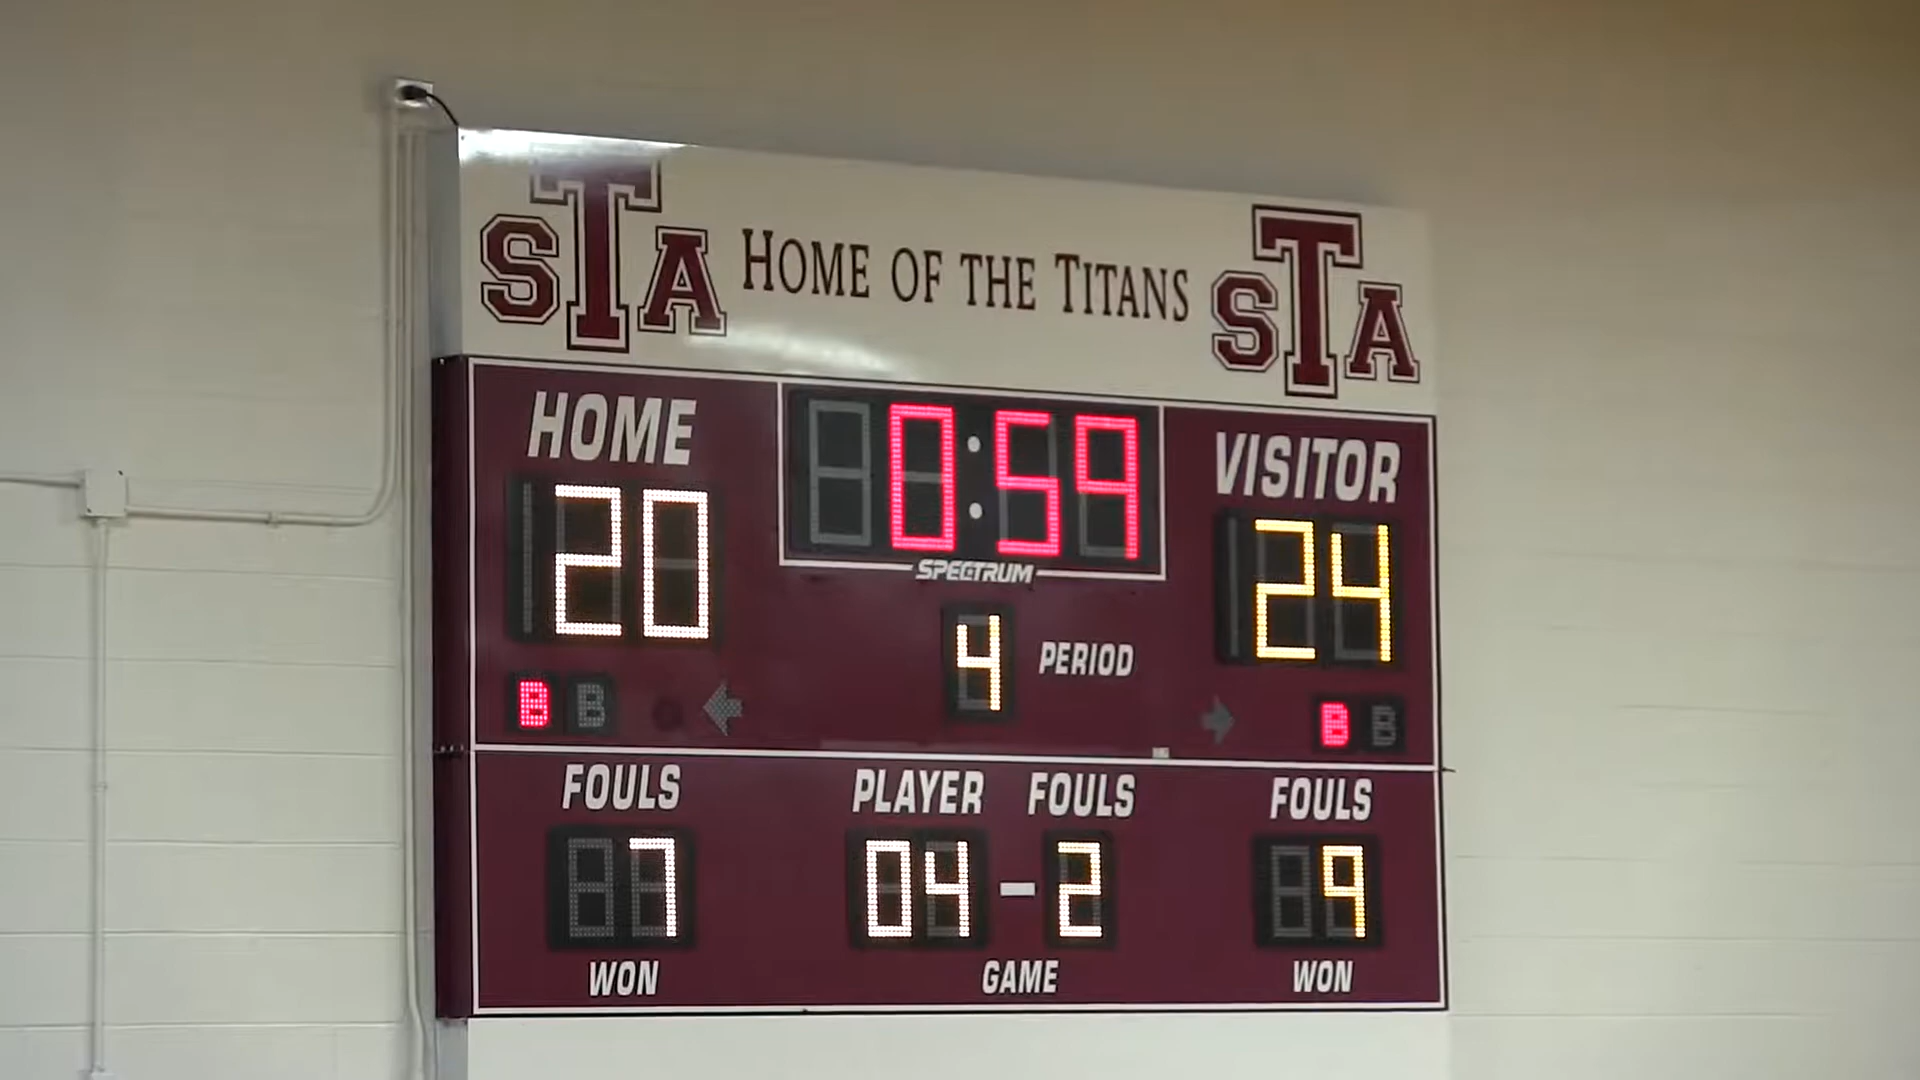 STA HOME OF THE TITANS STA
HOME 0:59 VISITOR
20 24
SPECTRUM
4 PERIOD
B B B B
FOULS PLAYER FOULS FOULS
7 04-2 9
WON GAME WON